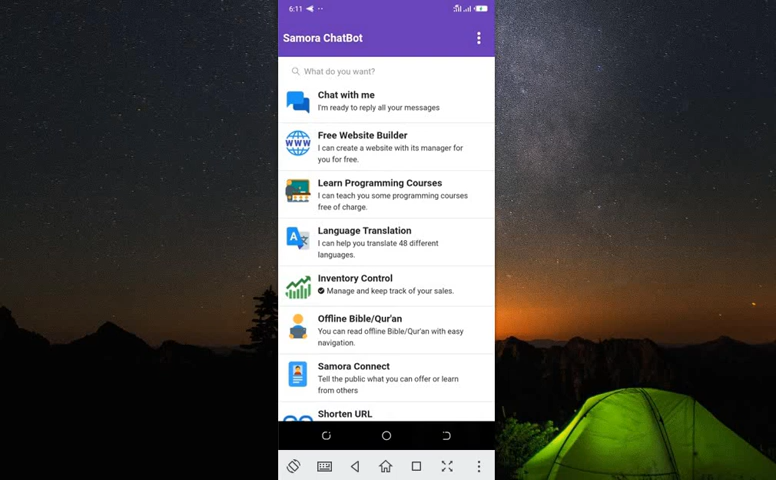 6:11
Samora ChatBot
What do you want?
Chat with me
I'm ready to reply all your messages
WWW
Free Website Builder
I can create a website with its manager for
you for free.
Learn Programming Courses
I can teach you some programming courses
free of charge.
A
Language Translation
I can help you translate 48 different
languages.
Inventory Control
Manage and keep track of your sales.
Offline Bible/Qur'an
You can read offline Bible/Qur'an with easy
navigation.
Samora Connect
Tell the public what you can offer or learn
from others
Shorten URL